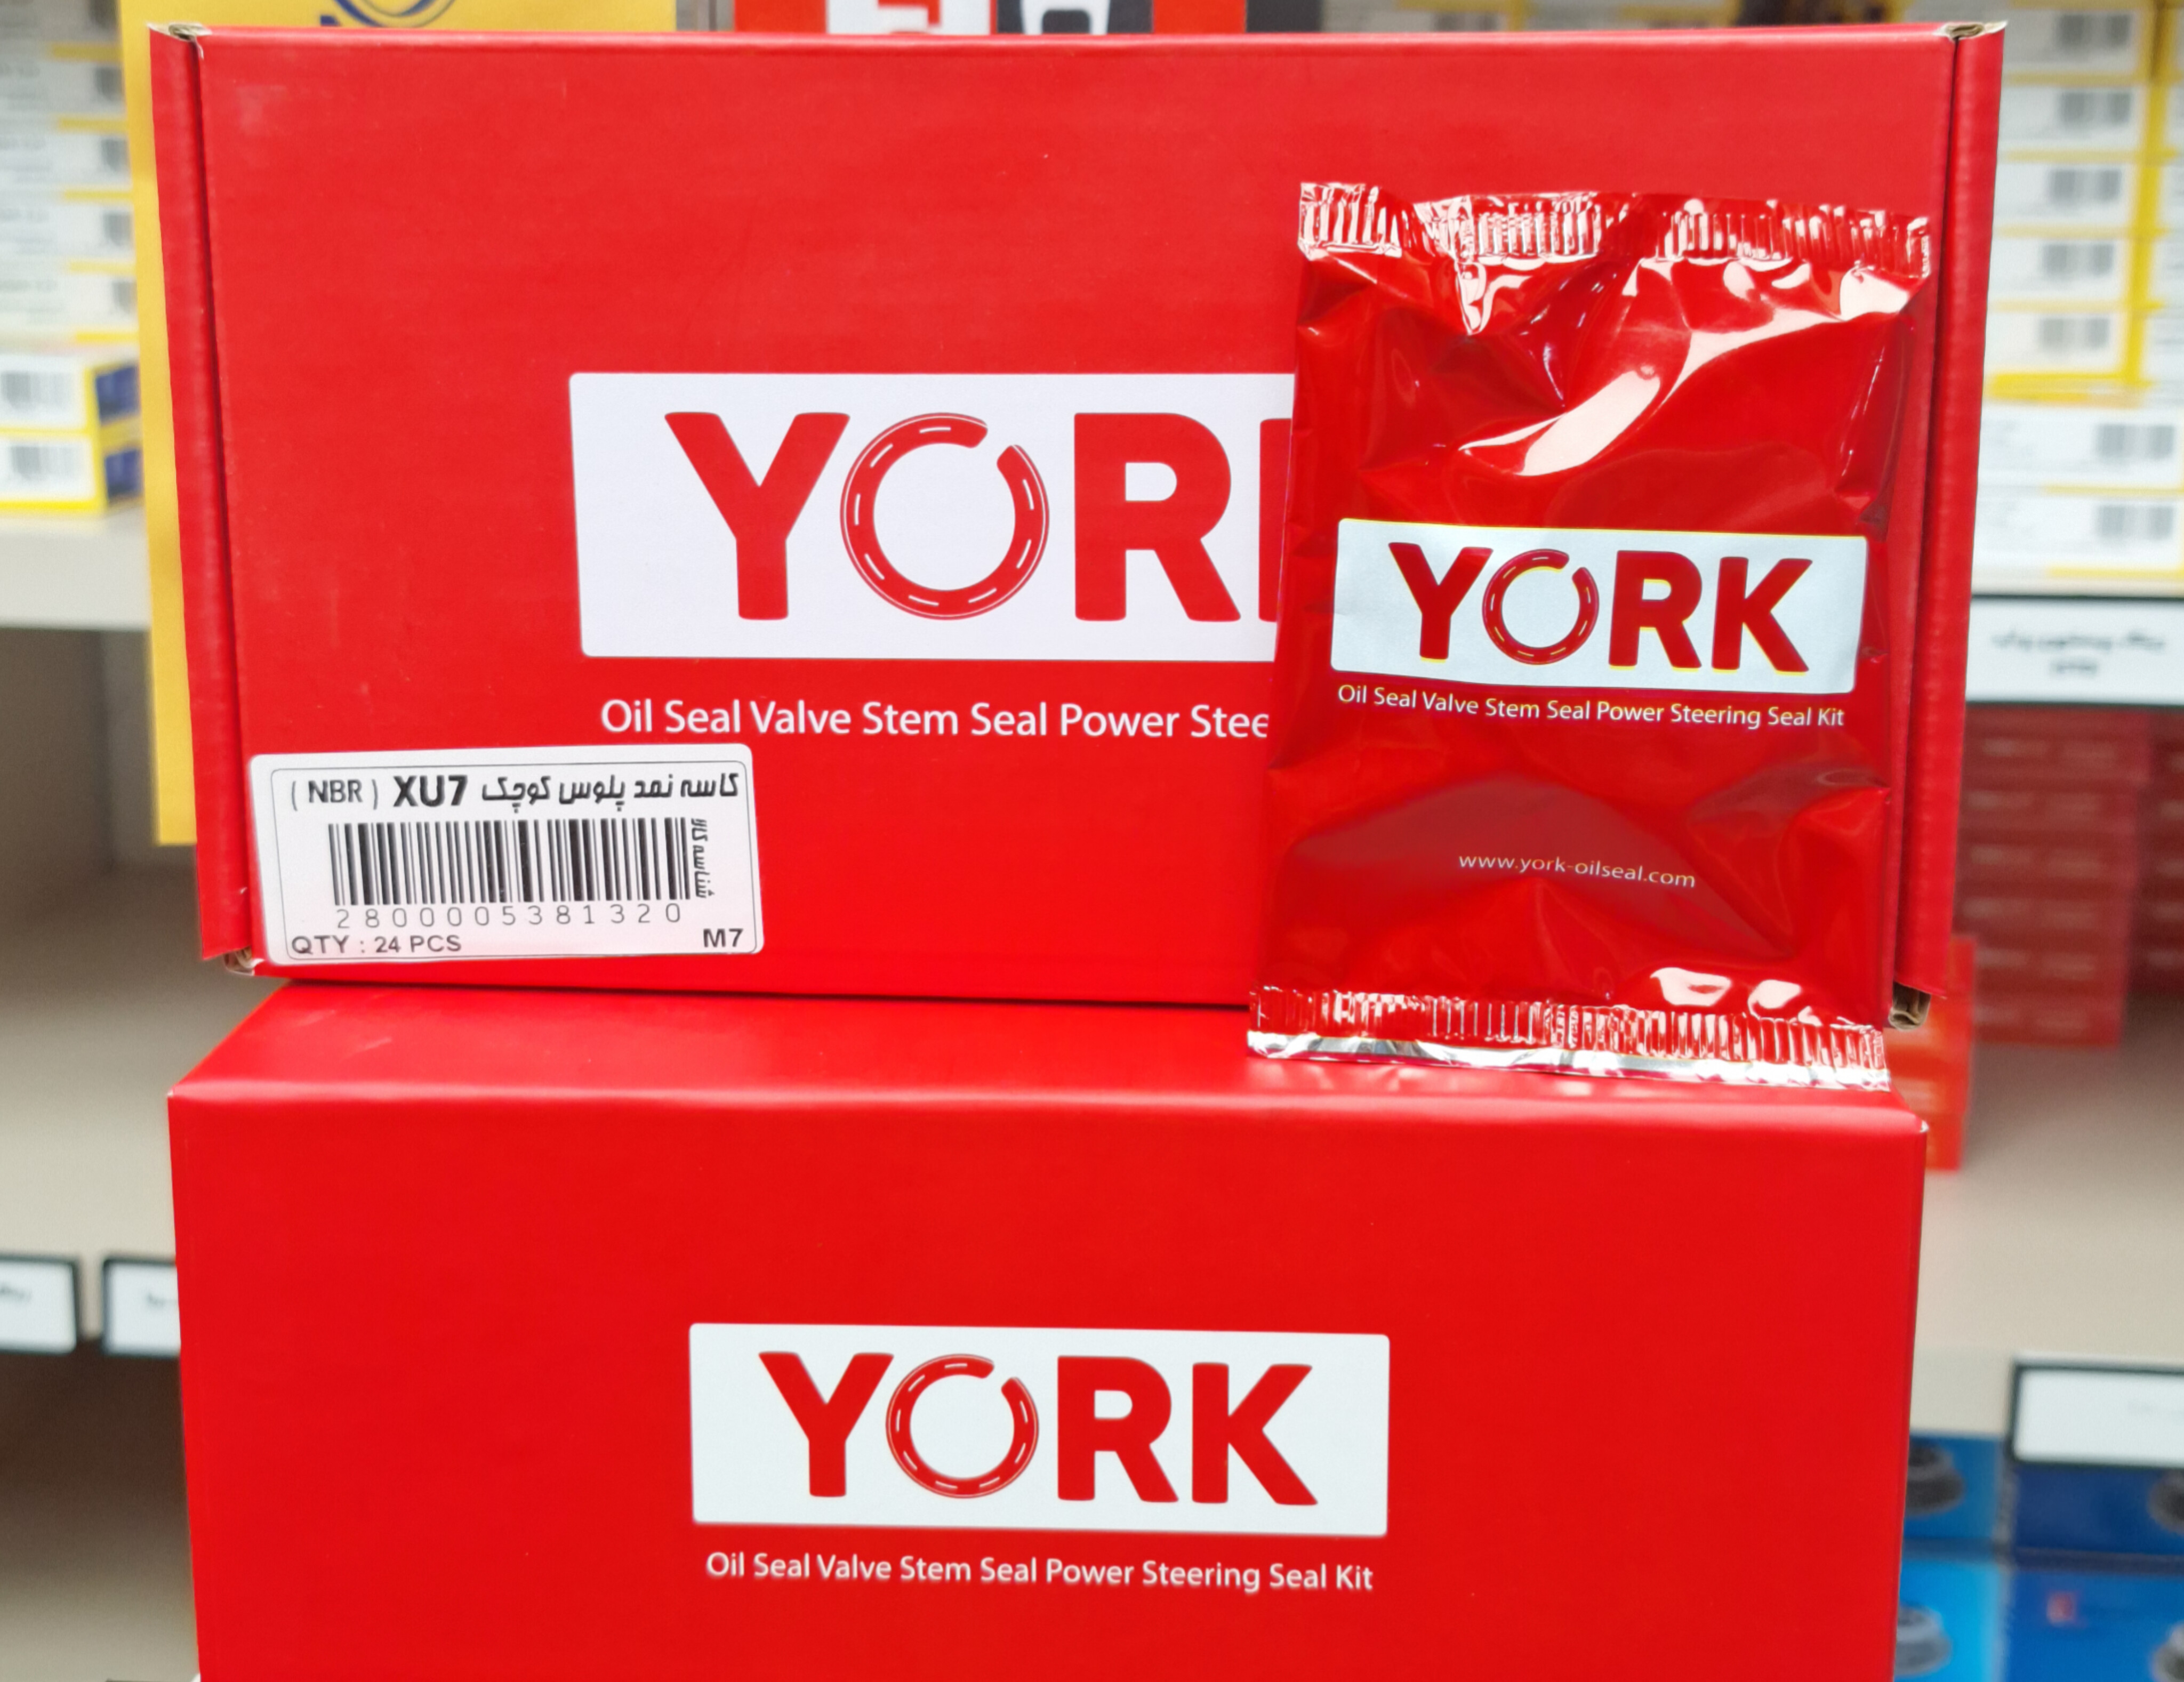 YOR
Oil Seal Valve Stem Seal Power Stee
کاسه نمد پلوس کوچک XU7 ( NBR )
شناسه کالا
2800005381320
QTY : 24 PCS
M7
YORK
Oil Seal Valve Stem Seal Power Steering Seal Kit
www.york-oilseal.com
YORK
Oil Seal Valve Stem Seal Power Steering Seal Kit